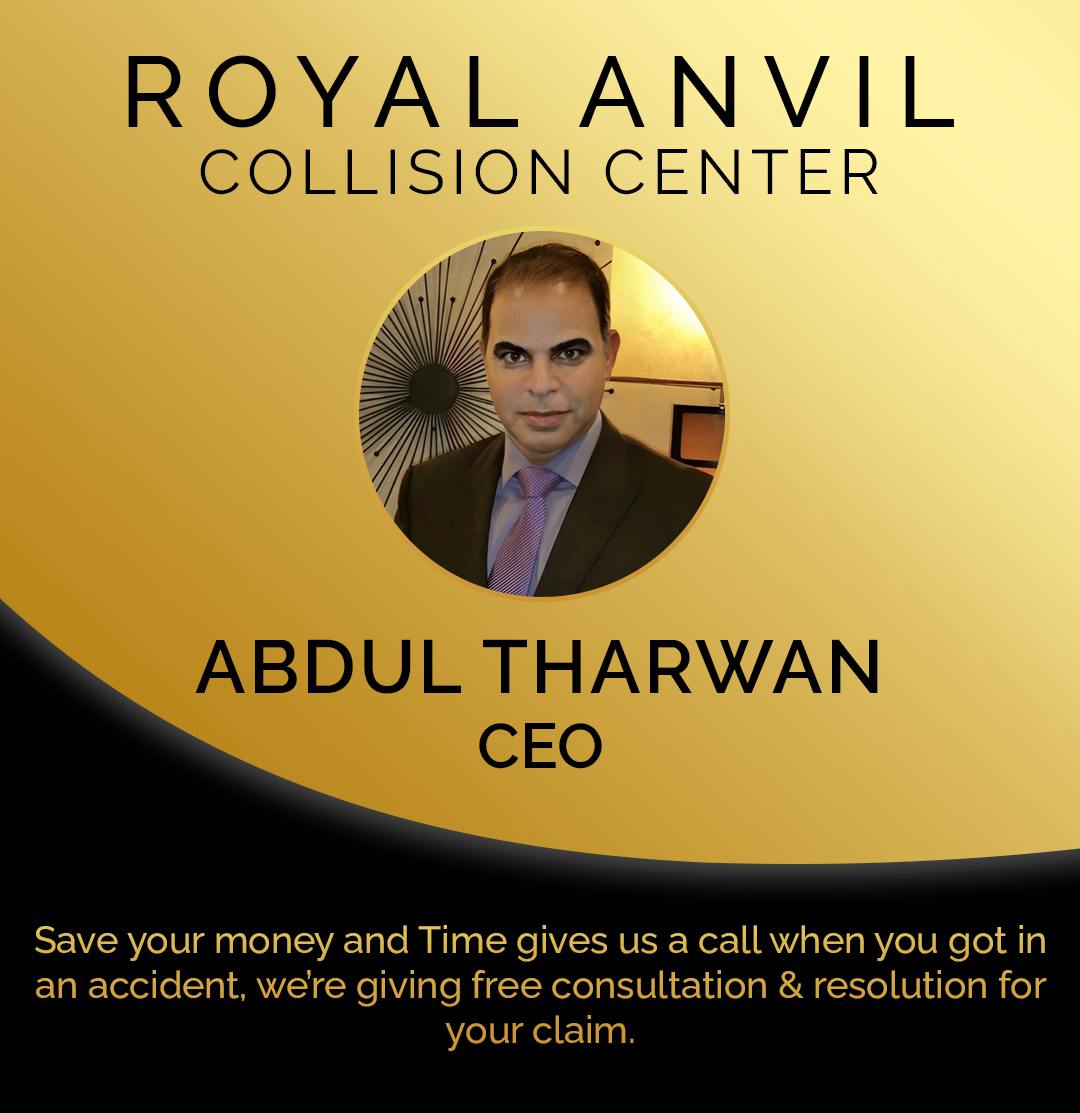 ROYAL ANVIL
COLLISION CENTER
ABDUL THARWAN
CEO
Save your money and Time gives us a call when you got in
an accident, we’re giving free consultation & resolution for
your claim.